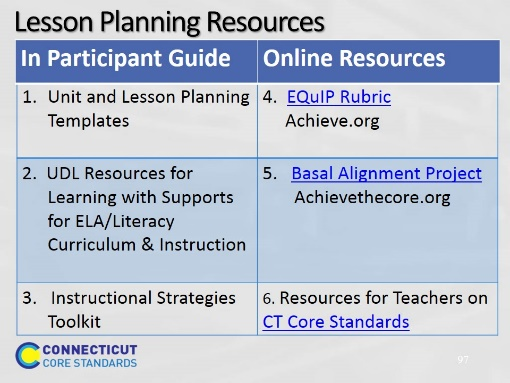 Lesson Planning Resources
In Participant Guide
Online Resources
1. Unit and Lesson Planning
Templates
4. EQuIP Rubric
Achieve.org
2. UDL Resources for
Learning with Supports
for ELA/Literacy
Curriculum & Instruction
5. Basal Alignment Project
Achievethecore.org
3. Instructional Strategies
Toolkit
6. Resources for Teachers on
CT Core Standards
CONNECTICUT
CORE STANDARDS
97